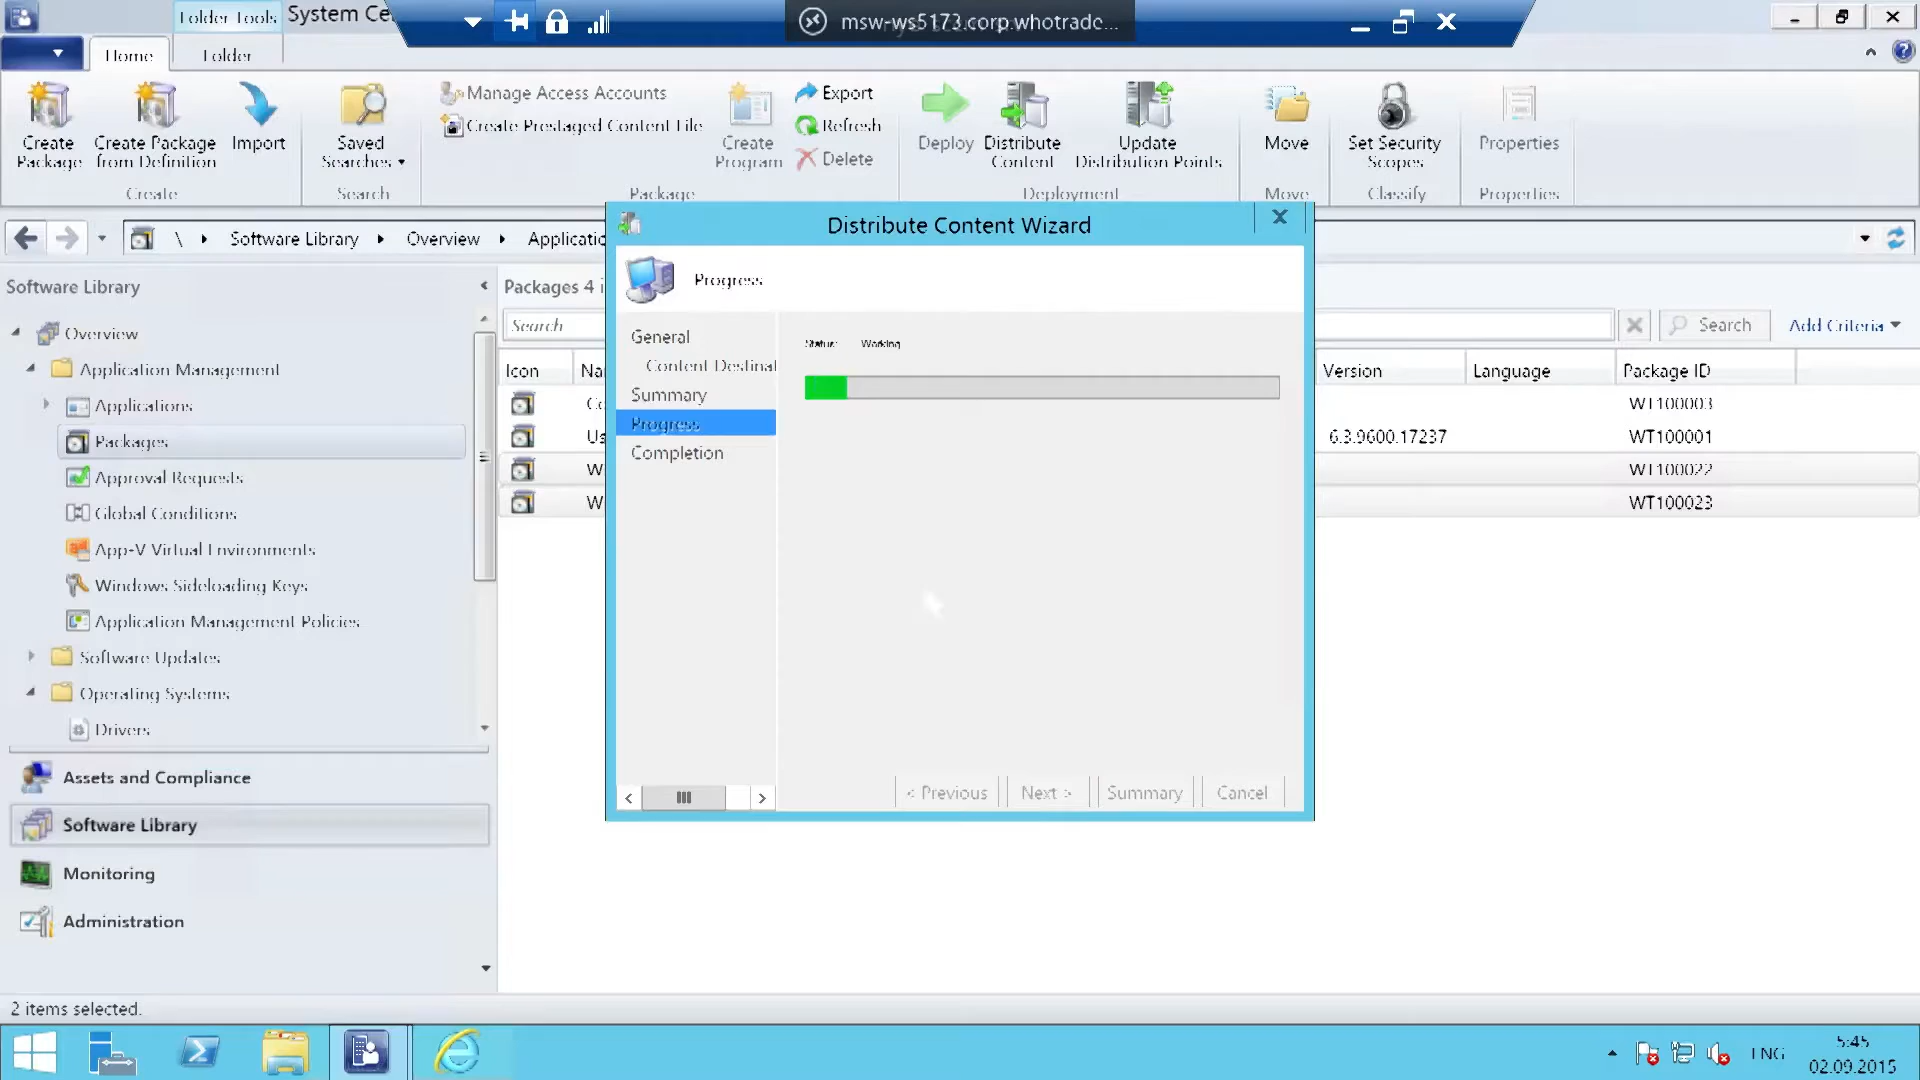 Folder Tools
System Ce
msw-ws5173.corp.whotrade...
Home
Folder
Create Package
Create Package from Definition
Import
Saved Searches
Manage Access Accounts
Create Prestaged Content File
Create Program
Export
Refresh
Delete
Deploy
Distribute Content
Update Distribution Points
Move
Set Security Scopes
Properties
Create
Search
Package
Deployment
Move
Classify
Properties
\ Software Library Overview Applicatio
Software Library
Overview
Application Management
Applications
Packages
Approval Requests
Global Conditions
App-V Virtual Environments
Windows Sideloading Keys
Application Management Policies
Software Updates
Operating Systems
Drivers
Assets and Compliance
Software Library
Monitoring
Administration
Packages 4 i
Search
Search
Add Criteria
Icon
Na
Version
Language
Package ID
Co
WT100003
Us
6.3.9600.17237
WT100001
W
WT100022
W
WT100023
Distribute Content Wizard
Progress
General
Content Destinat
Summary
Progress
Completion
Status: Working
< Previous
Next >
Summary
Cancel
2 items selected.
ENG
5:45
02.09.2015